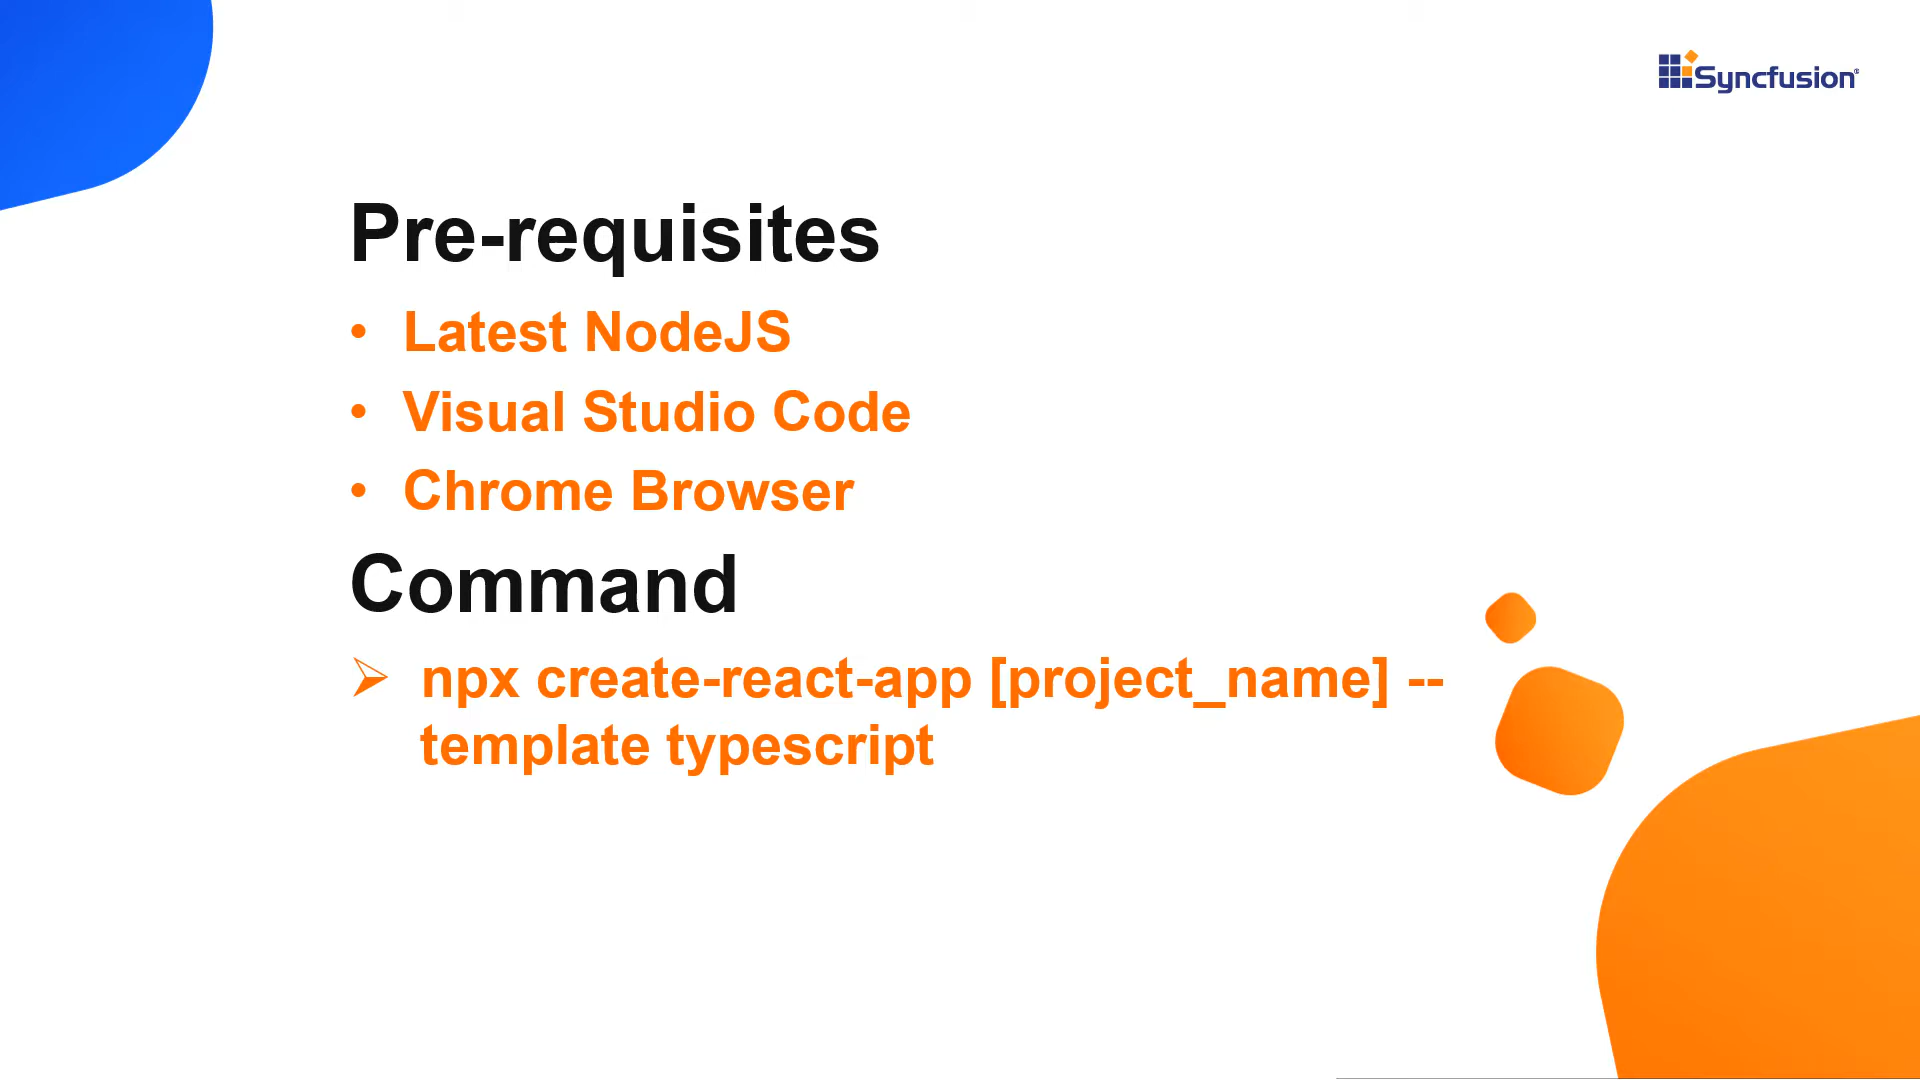 Syncfusion®
Pre-requisites
• Latest NodeJS
• Visual Studio Code
• Chrome Browser
Command
➢ npx create-react-app [project_name] --
template typescript